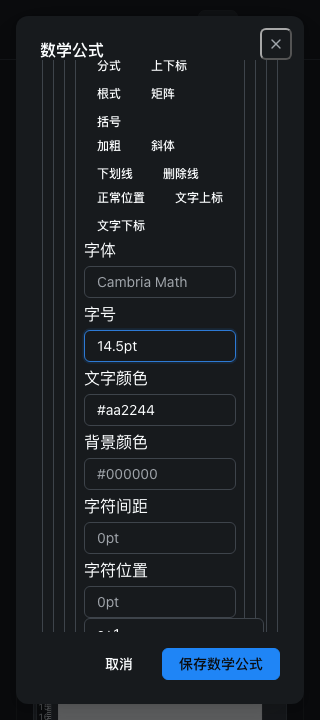 数学公式
分式 上下标
根式 矩阵
括号
加粗 斜体
下划线 删除线
正常位置 文字上标
文字下标
字体
Cambria Math
字号
14.5pt
文字颜色
#aa2244
背景颜色
#000000
字符间距
0pt
字符位置
0pt
取消 保存数学公式